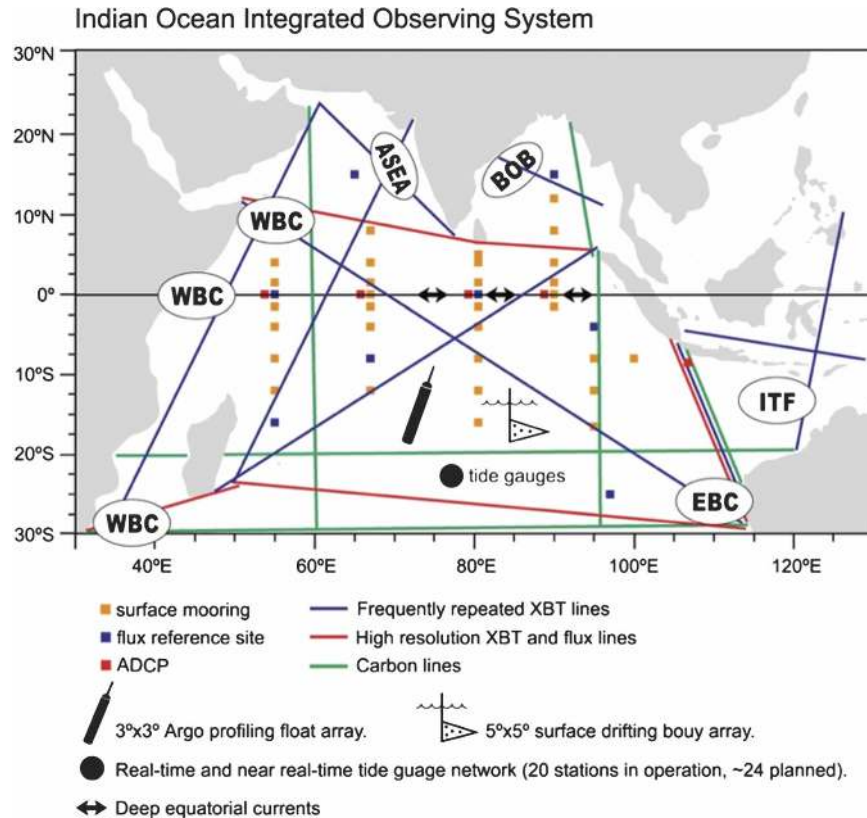 Indian Ocean Integrated Observing System
30ºN
20ºN
10ºN
0º
10ºS
20ºS
30ºS
ASEA
BOB
WBC
WBC
WBC
ITF
EBC
tide gauges
40ºE
60ºE
80ºE
100ºE
120ºE
surface mooring
Frequently repeated XBT lines
flux reference site
High resolution XBT and flux lines
ADCP
Carbon lines
3ºx3º Argo profiling float array.
5ºx5º surface drifting bouy array.
Real-time and near real-time tide guage network (20 stations in operation, ~24 planned).
Deep equatorial currents